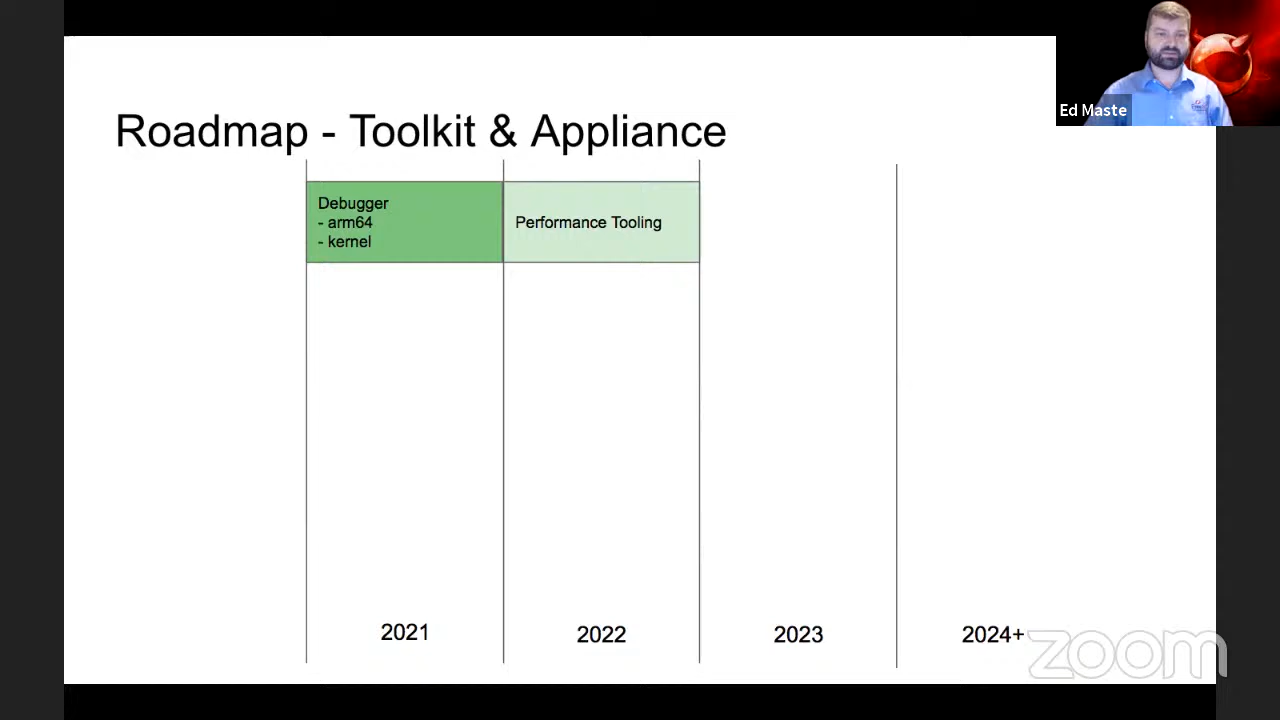 Ed Maste
Roadmap - Toolkit & Appliance
Debugger
- arm64
- kernel
Performance Tooling
2021
2022
2023
2024+
zoom